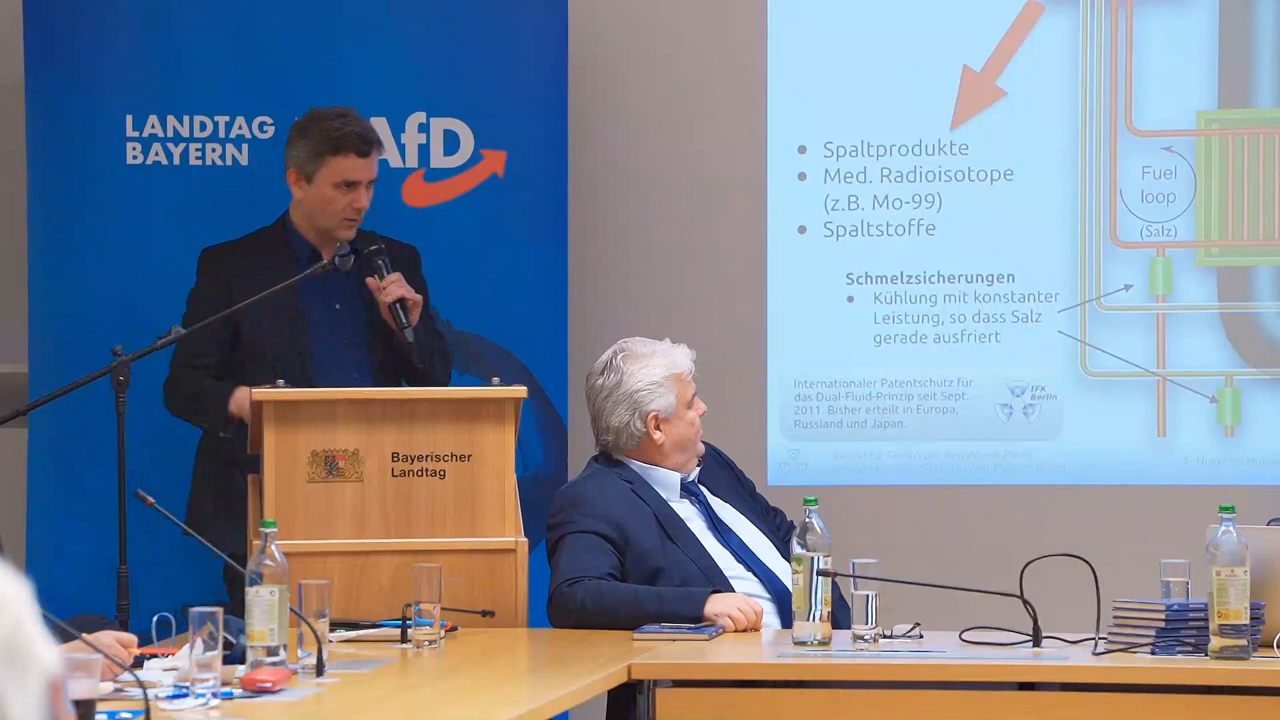 LANDTAG
BAYERN
AfD
Bayerischer
Landtag
Spaltprodukte
Med. Radioisotope
(z.B. Mo-99)
Spaltstoffe
Fuel
loop
(Salz)
Schmelzsicherungen
Kühlung mit konstanter
Leistung, so dass Salz
gerade ausfriert
Internationaler Patentschutz für
das Dual-Fluid-Prinzip seit Sept.
2011. Bisher erteilt in Europa,
Russland und Japan.
IFK
Berlin